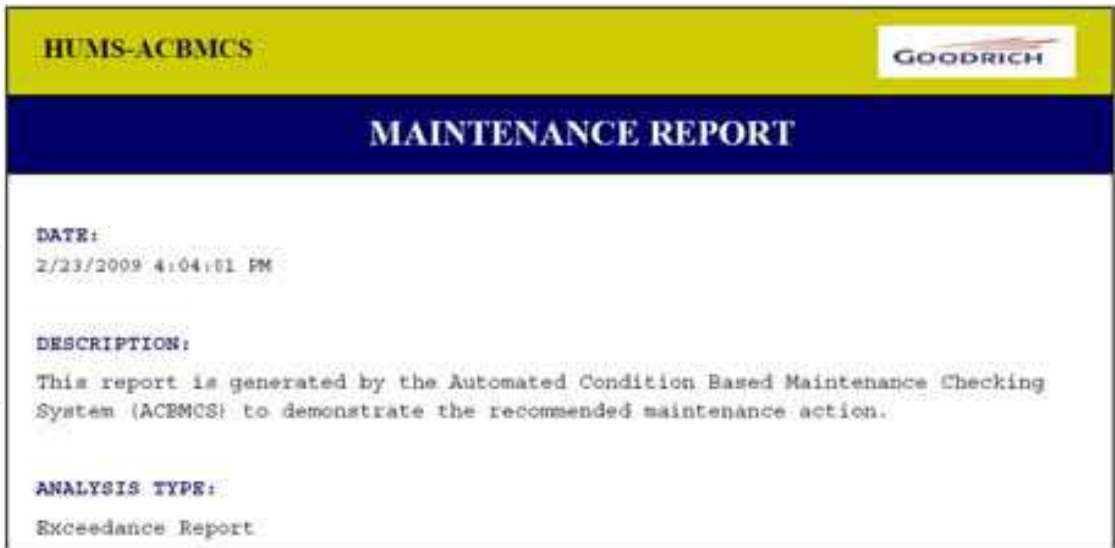 HUMS-ACBMCS
GOODRICH
MAINTENANCE REPORT
DATE:
2/23/2009 4:04:01 PM
DESCRIPTION:
This report is generated by the Automated Condition Based Maintenance Checking
System (ACBMCS) to demonstrate the recommended maintenance action.
ANALYSIS TYPE:
Exceedance Report